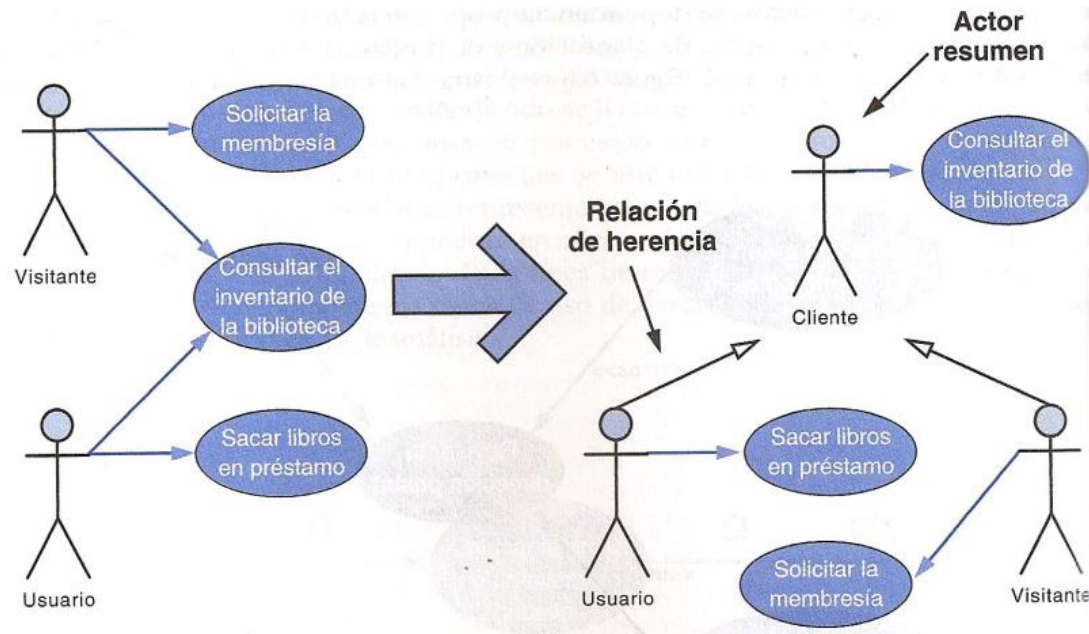 Actor
resumen
Solicitar la
membresía
Consultar el
inventario de
la biblioteca
Relación
de herencia
Visitante
Consultar el
inventario de
la biblioteca
Cliente
Sacar libros
en préstamo
Sacar libros
en préstamo
Solicitar la
membresía
Usuario
Usuario
Visitante